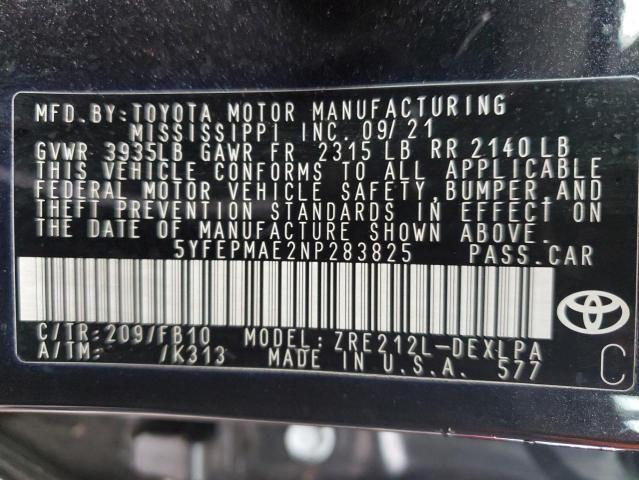 MFD. BY: TOYOTA MOTOR MANUFACTURING
MISSISSIPPI INC. 09/21
GVWR 3935LB GAWR FR 2315 LB RR 2140 LB
THIS VEHICLE CONFORMS TO ALL APPLICABLE
FEDERAL MOTOR VEHICLE SAFETY, BUMPER, AND
THEFT PREVENTION STANDARDS IN EFFECT ON
THE DATE OF MANUFACTURE SHOWN ABOVE.
5YFEPMAE2NP283825 PASS. CAR
C/TR: 209/FB10 MODEL: ZRE212L-DEXLPA
A/TM: /K313 MADE IN U.S.A. 577
C